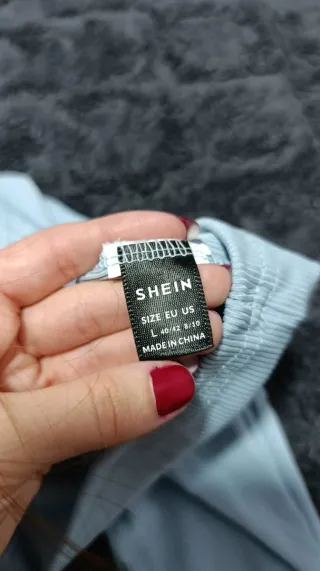 SHEIN
SIZE EU US
L 40/42 8/10
MADE IN CHINA